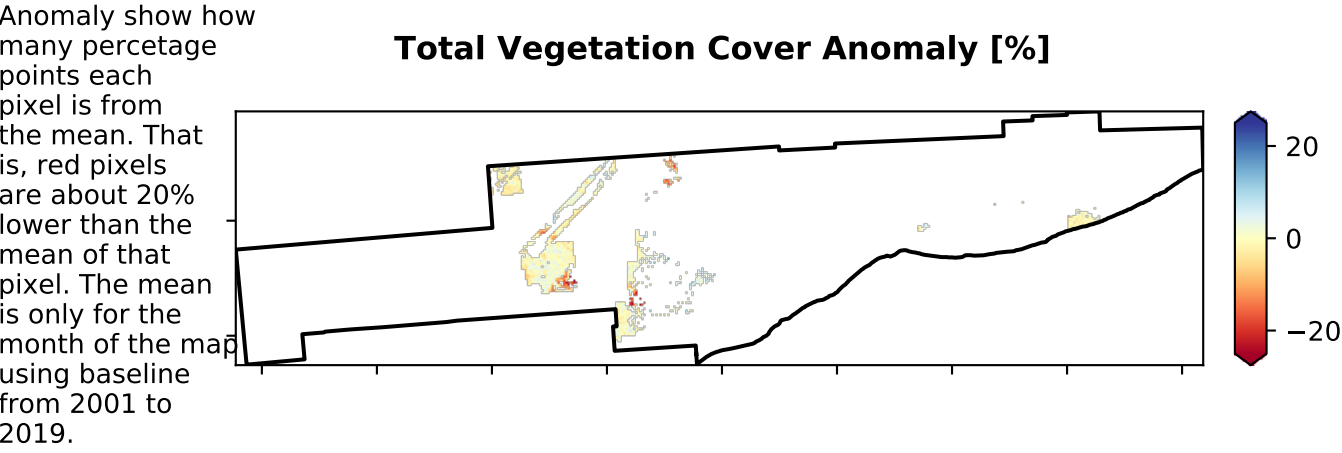 Anomaly show how
many percetage
points each
pixel is from
the mean. That
is, red pixels
are about 20%
lower than the
mean of that
pixel. The mean
is only for the
month of the map
using baseline
from 2001 to
2019.
Total Vegetation Cover Anomaly [%]
20
0
−20